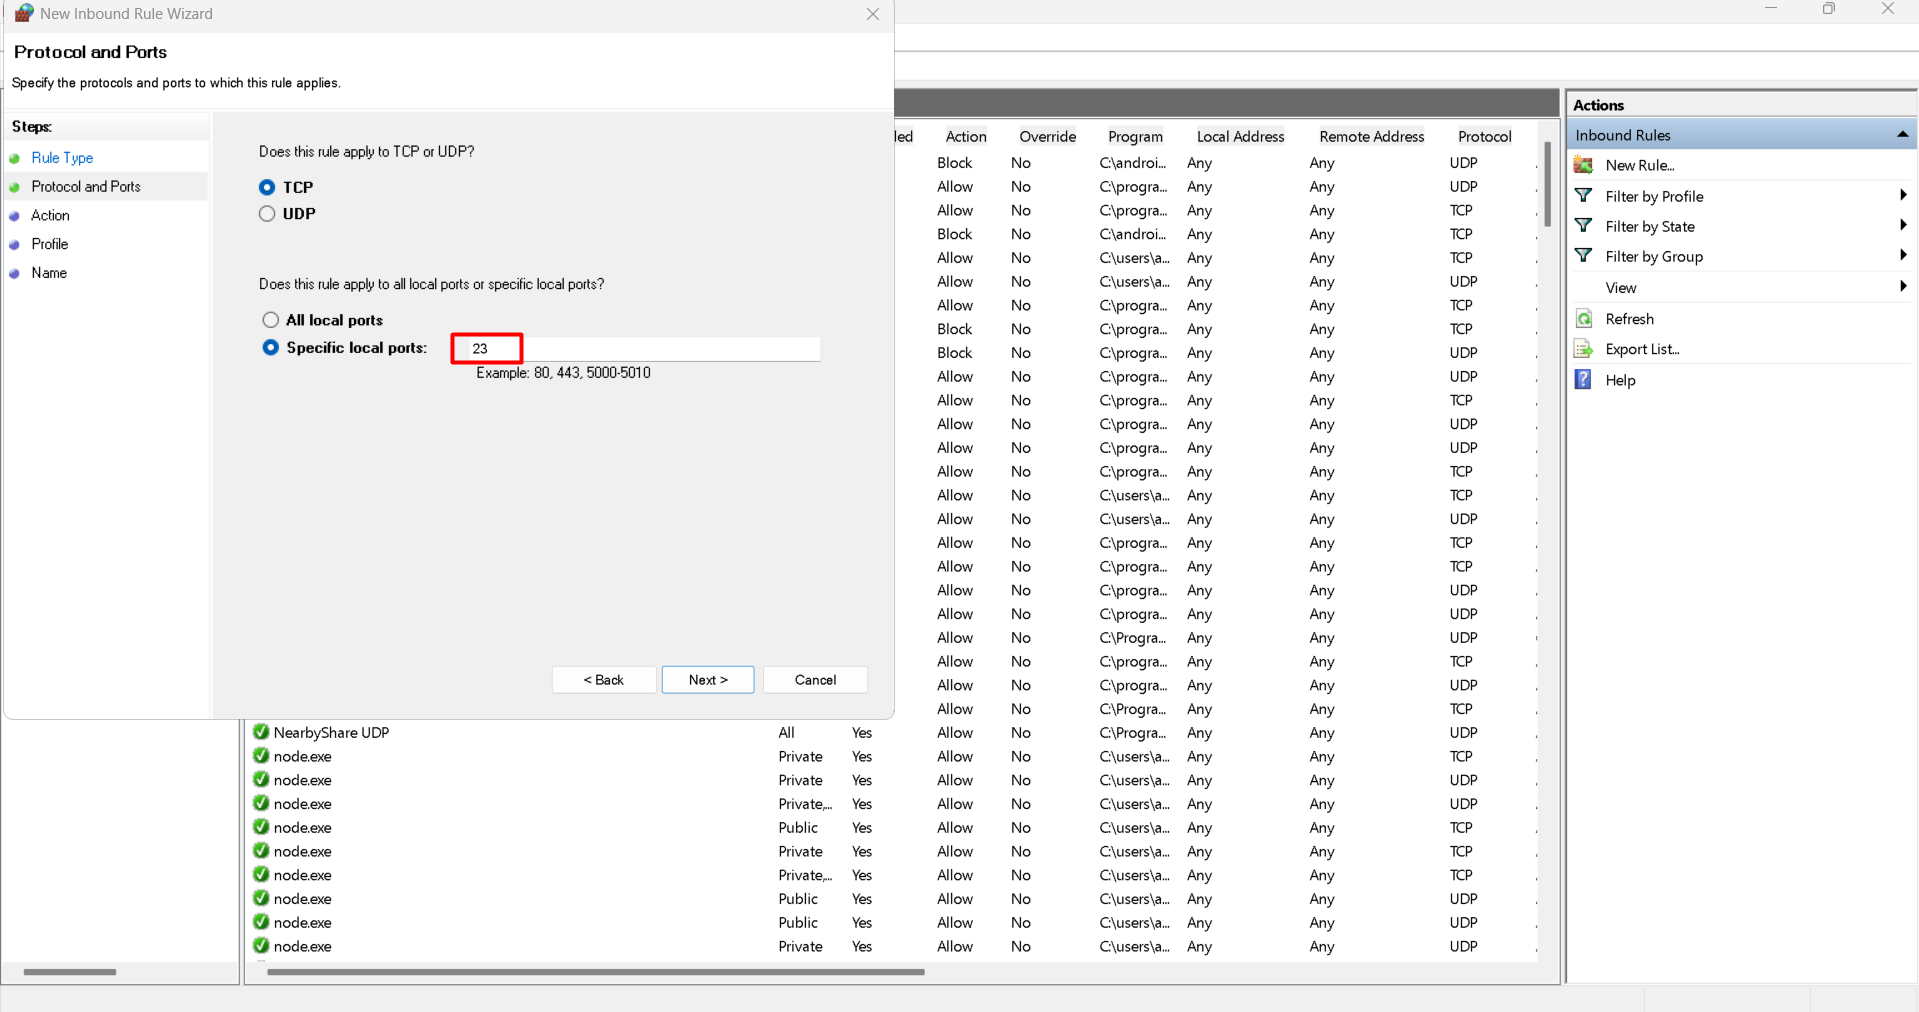 New Inbound Rule Wizard
Protocol and Ports
Specify the protocols and ports to which this rule applies.
Steps:
Rule Type
Protocol and Ports
Action
Profile
Name
Does this rule apply to TCP or UDP?
TCP
UDP
Does this rule apply to all local ports or specific local ports?
All local ports
Specific local ports: 23
Example: 80, 443, 5000-5010
< Back Next > Cancel
led Action Override Program Local Address Remote Address Protocol
Block No C:\androi... Any Any UDP
Allow No C:\progra... Any Any UDP
Allow No C:\progra... Any Any TCP
Block No C:\androi... Any Any TCP
Allow No C:\users\a... Any Any TCP
Allow No C:\users\a... Any Any UDP
Allow No C:\progra... Any Any TCP
Block No C:\progra... Any Any TCP
Block No C:\progra... Any Any UDP
Allow No C:\progra... Any Any UDP
Allow No C:\progra... Any Any TCP
Allow No C:\progra... Any Any UDP
Allow No C:\progra... Any Any UDP
Allow No C:\progra... Any Any TCP
Allow No C:\users\a... Any Any TCP
Allow No C:\users\a... Any Any UDP
Allow No C:\progra... Any Any TCP
Allow No C:\progra... Any Any TCP
Allow No C:\progra... Any Any UDP
Allow No C:\progra... Any Any UDP
Allow No C:\Progra... Any Any UDP
Allow No C:\progra... Any Any TCP
Allow No C:\progra... Any Any UDP
Allow No C:\Progra... Any Any TCP
NearbyShare UDP All Yes Allow No C:\Progra... Any Any UDP
node.exe Private Yes Allow No C:\users\a... Any Any TCP
node.exe Private Yes Allow No C:\users\a... Any Any UDP
node.exe Private,... Yes Allow No C:\users\a... Any Any UDP
node.exe Public Yes Allow No C:\users\a... Any Any TCP
node.exe Private Yes Allow No C:\users\a... Any Any TCP
node.exe Private,... Yes Allow No C:\users\a... Any Any TCP
node.exe Public Yes Allow No C:\users\a... Any Any UDP
node.exe Public Yes Allow No C:\users\a... Any Any UDP
node.exe Private Yes Allow No C:\users\a... Any Any UDP
Actions
Inbound Rules
New Rule...
Filter by Profile
Filter by State
Filter by Group
View
Refresh
Export List...
Help